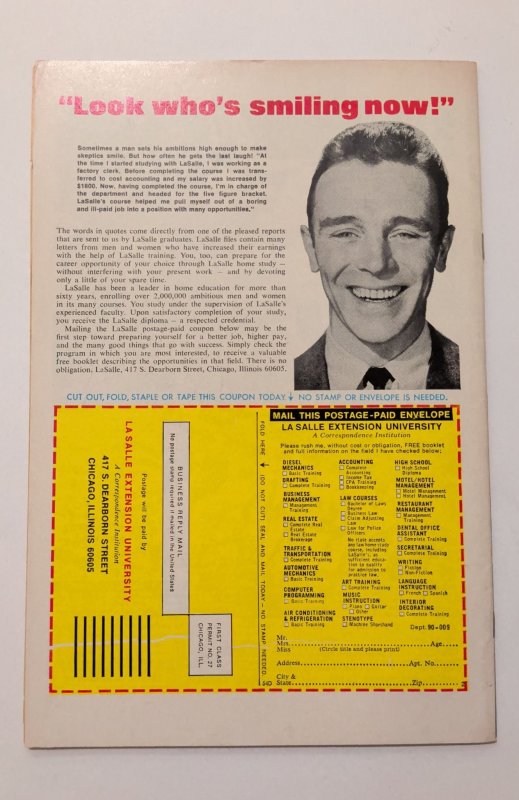 "Look who's smiling now!"
Sometimes a man sets his ambitions high enough to make
skeptics smile. But how often he gets the last laugh! "At
the time I started studying with LaSalle, I was working as a
factory clerk. Before completing the course I was trans-
ferred to cost accounting and my salary was increased by
$1800. Now, having completed the course, I'm in charge of
the department and headed for the five figure bracket.
LaSalle's course helped me pull myself out of a boring
and ill-paid job into a position with many opportunities."
The words in quotes come directly from one of the pleased reports
that are sent to us by LaSalle graduates. LaSalle files contain many
letters from men and women who have increased their earnings
with the help of LaSalle training. You, too, can prepare for the
career opportunity of your choice through LaSalle home study —
without interfering with your present work — and by devoting
only a little of your spare time.
LaSalle has been a leader in home education for more than
sixty years, enrolling over 2,000,000 ambitious men and women
in its many courses. You study under the supervision of LaSalle's
experienced faculty. Upon satisfactory completion of your study,
you receive the LaSalle diploma — a respected credential.
Mailing the LaSalle postage-paid coupon below may be the
first step toward preparing yourself for a better job, higher pay,
and the many good things that go with success. Simply check the
program in which you are most interested, to receive a valuable
free booklet describing the opportunities in that field. There is no
obligation. LaSalle, 417 S. Dearborn Street, Chicago, Illinois 60605.
CUT OUT, FOLD, STAPLE OR TAPE THIS COUPON TODAY. NO STAMP OR ENVELOPE IS NEEDED.
LA SALLE EXTENSION UNIVERSITY
A Correspondence Institution
417 S. DEARBORN STREET
CHICAGO, ILLINOIS 60605
Postage will be paid by
BUSINESS REPLY MAIL
No postage stamp required if mailed in the United States
FIRST CLASS
PERMIT NO. 27
CHICAGO, ILL.
FOLD HERE (DO NOT CUT) SEAL AND MAIL TODAY – NO STAMP NEEDED.
MAIL THIS POSTAGE-PAID ENVELOPE
LA SALLE EXTENSION UNIVERSITY
A Correspondence Institution
Please rush me, without cost or obligation, FREE booklet
and full information on the field I have checked below:
DIESEL
MECHANICS
Basic Training
DRAFTING
Complete Training
BUSINESS
MANAGEMENT
Management
Training
REAL ESTATE
Complete Real
Estate
Real Estate
Brokerage
TRAFFIC &
TRANSPORTATION
Complete Training
AUTOMOTIVE
MECHANICS
Basic Training
COMPUTER
PROGRAMMING
Basic Training
AIR CONDITIONING
& REFRIGERATION
Basic Training
ACCOUNTING
Complete
Accounting
Income Tax
CPA Training
Bookkeeping
LAW COURSES
Bachelor of Laws
Degree
Business Law
Claim Adjusting
Law
Law for Police
Officers
No state accepts
any law home study
course, including
LaSalle's, as
sufficient educa-
tion to qualify
for admission to
practice law.
ART TRAINING
Complete Training
MUSIC
INSTRUCTION
Piano Guitar
Other
STENOTYPE
Machine Shorthand
HIGH SCHOOL
High School
Diploma
MOTEL/HOTEL
MANAGEMENT
Motel Management
Hotel Management
RESTAURANT
MANAGEMENT
Management
Training
DENTAL OFFICE
ASSISTANT
Complete Training
SECRETARIAL
Complete Training
WRITING
Fiction
Non-Fiction
LANGUAGE
INSTRUCTION
French Spanish
INTERIOR
DECORATING
Complete Training
Dept. 90-009
Mr.
Mrs. Age
Miss (Circle title and please print)
Address Apt. No.
City &
State Zip